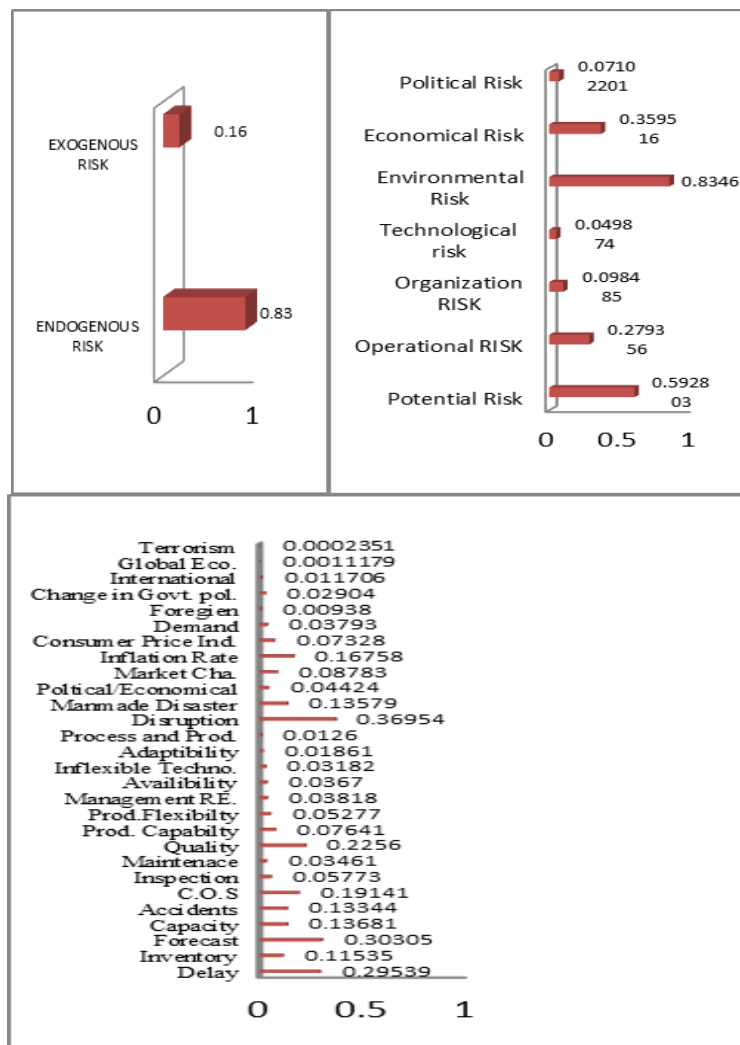 EXOGENOUS
RISK
0.16
ENDOGENOUS
RISK
0.83
0
1
Political Risk
0.0710
2201
Economical Risk
0.3595
16
Environmental
Risk
0.8346
Technological
risk
0.0498
74
Organization
RISK
0.0984
85
Operational RISK
0.2793
56
Potential Risk
0.5928
03
0 0.5 1
Terrorism 0.0002351
Global Eco. 0.0011179
International 0.011706
Change in Govt. pol. 0.02904
Foregien 0.00938
Demand 0.03793
Consumer Price Ind. 0.07328
Inflation Rate 0.16758
Market Cha. 0.08783
Poltical/Economical 0.04424
Manmade Disaster 0.13579
Disruption 0.36954
Process and Prod. 0.0126
Adaptibility 0.01861
Inflexible Techno. 0.03182
Availibility 0.0367
Management RE. 0.03818
Prod.Flexibilty 0.05277
Prod. Capabilty 0.07641
Quality 0.2256
Maintenace 0.03461
Inspection 0.05773
C.O.S 0.19141
Accidents 0.13344
Capacity 0.13681
Forecast 0.30305
Inventory 0.11535
Delay 0.29539
0 0.5 1